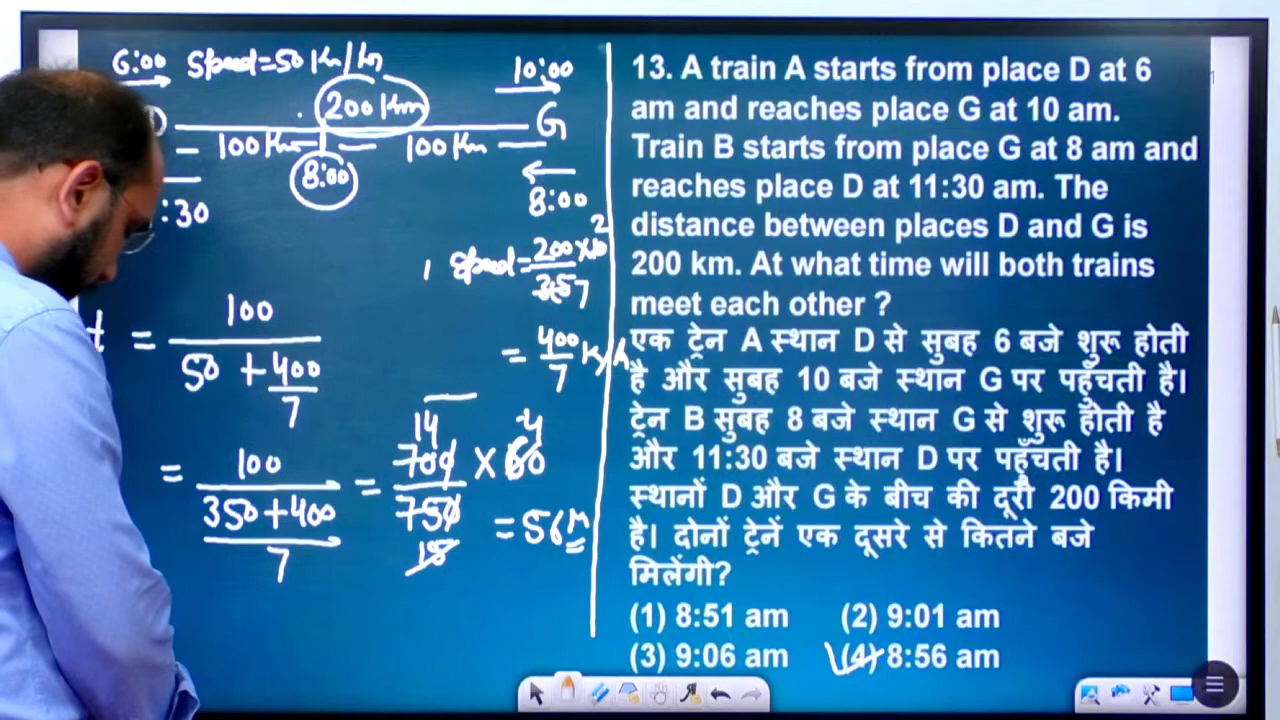 6:00 Speed=50 Km/hr
10:00
200 Km
G
100 Km 100 Km
8:00
8:00
:30
Speed=200×10 2
35 7
= 400
7
t = 100
50 + 400
7
= 100 = 700 × 60
14 4
350+400 750
7 15
= 56 m
13. A train A starts from place D at 6
am and reaches place G at 10 am.
Train B starts from place G at 8 am and
reaches place D at 11:30 am. The
distance between places D and G is
200 km. At what time will both trains
meet each other ?
एक ट्रेन A स्थान D से सुबह 6 बजे शुरू होती
है और सुबह 10 बजे स्थान G पर पहुँचती है।
ट्रेन B सुबह 8 बजे स्थान G से शुरू होती है
और 11:30 बजे स्थान D पर पहुँचती है।
स्थानों D और G के बीच की दूरी 200 किमी
है। दोनों ट्रेनें एक दूसरे से कितने बजे
मिलेंगी?
(1) 8:51 am (2) 9:01 am
(3) 9:06 am (4) 8:56 am